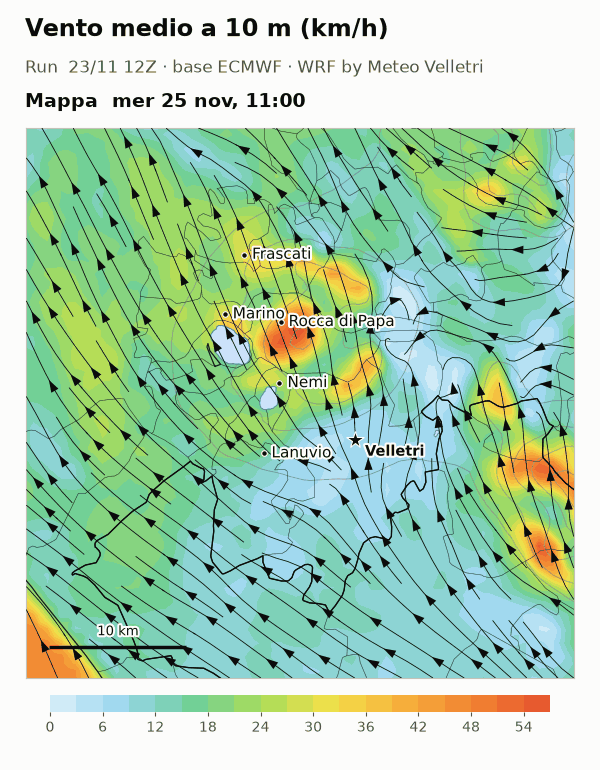 Vento medio a 10 m (km/h)
Run  23/11 12Z · base ECMWF · WRF by Meteo Velletri
Mappa  mer 25 nov, 11:00
Frascati
Marino
Rocca di Papa
Nemi
Velletri
Lanuvio
10 km
0 6 12 18 24 30 36 42 48 54